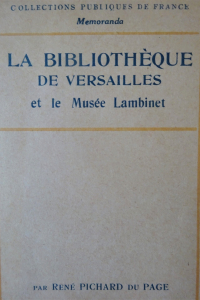 COLLECTIONS PUBLIQUES DE FRANCE
Memoranda
LA BIBLIOTHÈQUE
DE VERSAILLES
et le Musée Lambinet
PAR RENÉ PICHARD DU PAGE